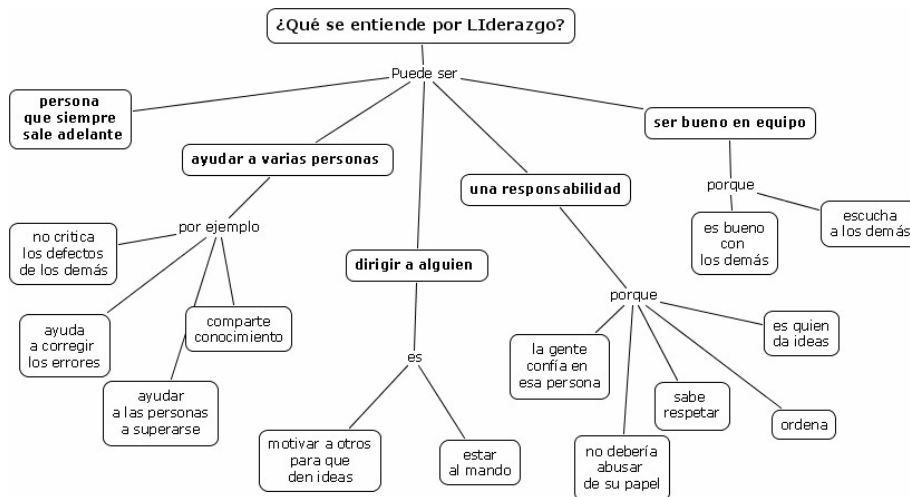 ¿Qué se entiende por LIderazgo?
Puede ser
persona
que siempre
sale adelante
ayudar a varias personas
por ejemplo
no critica
los defectos
de los demás
ayuda
a corregir
los errores
ayudar
a las personas
a superarse
comparte
conocimiento
dirigir a alguien
es
motivar a otros
para que
den ideas
estar
al mando
una responsabilidad
porque
la gente
confía en
esa persona
no debería
abusar
de su papel
sabe
respetar
ordena
es quien
da ideas
ser bueno en equipo
porque
es bueno
con
los demás
escucha
a los demás